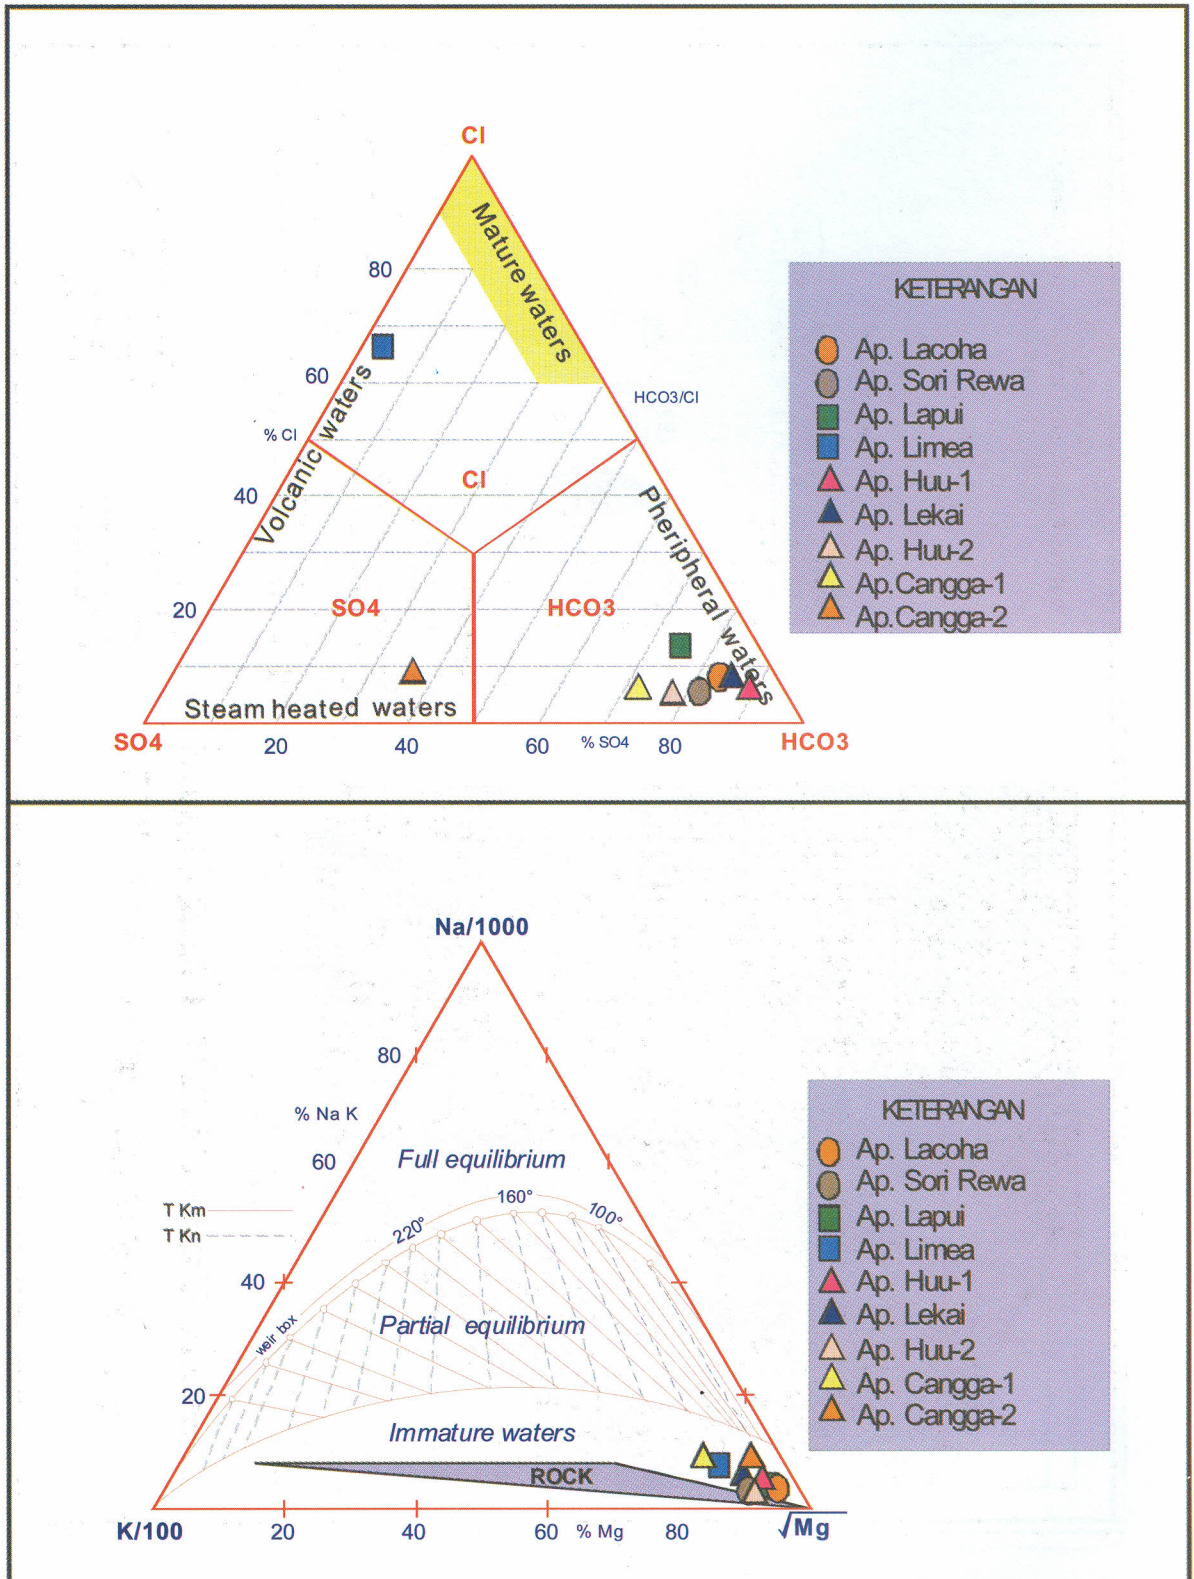 Cl
Mature waters
80
60
HCO3/Cl
% Cl
Volcanic waters
Cl
40
Pheripheral waters
20
SO4
HCO3
Steam heated waters
SO4
20
40
60
% SO4
80
HCO3
KETERANGAN
Ap. Lacoha
Ap. Sori Rewa
Ap. Lapui
Ap. Limea
Ap. Huu-1
Ap. Lekai
Ap. Huu-2
Ap.Cangga-1
Ap.Cangga-2
Na/1000
80
% Na K
60
Full equilibrium
T Km
T Kn
160°
100°
220°
40
weir box
Partial equilibrium
20
Immature waters
ROCK
K/100
20
40
60
% Mg
80
√Mg
KETERANGAN
Ap. Lacoha
Ap. Sori Rewa
Ap. Lapui
Ap. Limea
Ap. Huu-1
Ap. Lekai
Ap. Huu-2
Ap. Cangga-1
Ap. Cangga-2